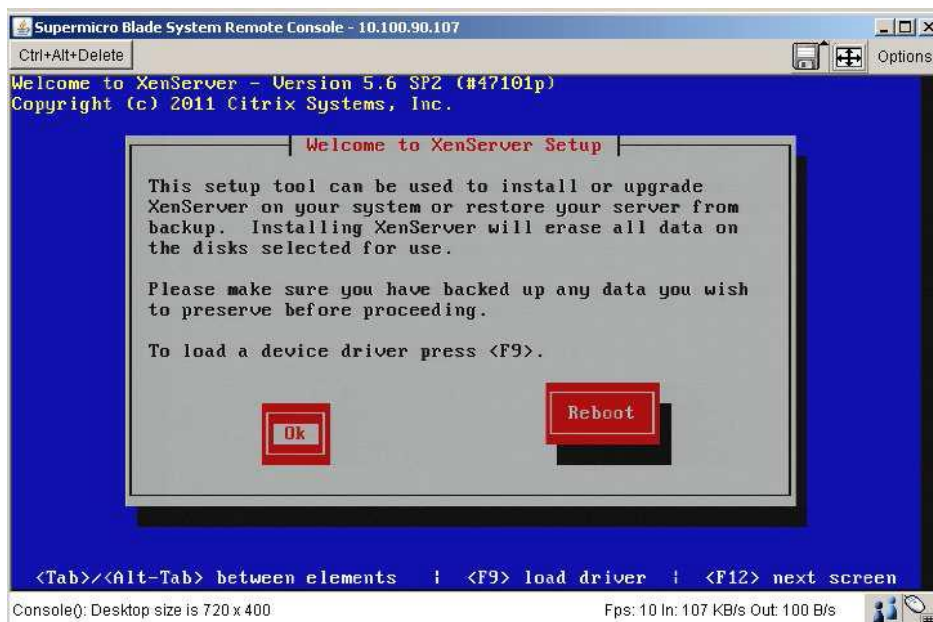 Supermicro Blade System Remote Console - 10.100.90.107
Ctrl+Alt+Delete
Options
Welcome to XenServer - Version 5.6 SP2 (#47101p)
Copyright (c) 2011 Citrix Systems, Inc.
Welcome to XenServer Setup
This setup tool can be used to install or upgrade
XenServer on your system or restore your server from
backup. Installing XenServer will erase all data on
the disks selected for use.
Please make sure you have backed up any data you wish
to preserve before proceeding.
To load a device driver press <F9>.
Ok
Reboot
<Tab>/<Alt-Tab> between elements | <F9> load driver | <F12> next screen
Console(): Desktop size is 720 x 400
Fps: 10 In: 107 KB/s Out: 100 B/s